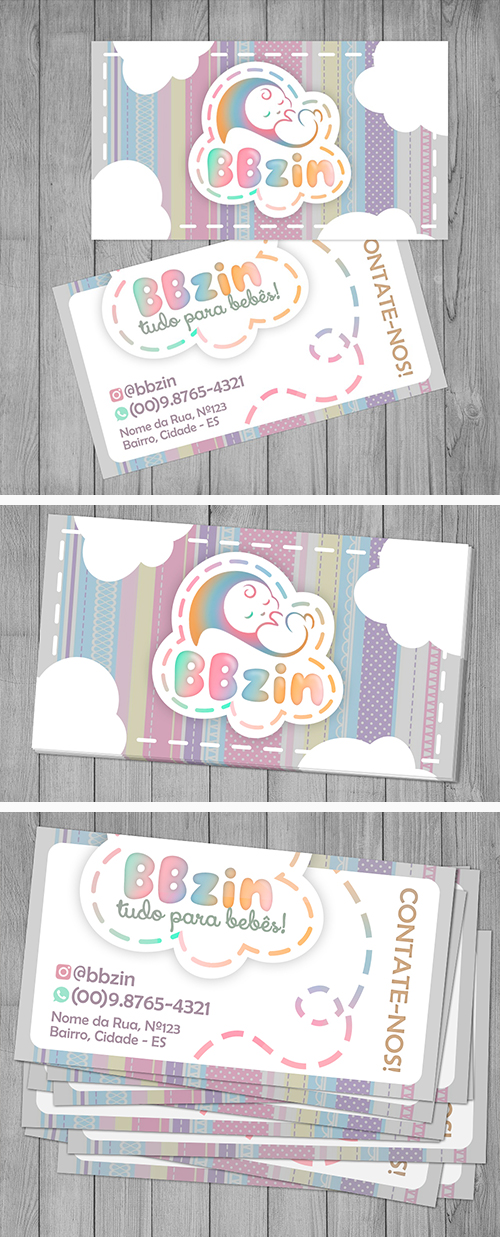 BBzin
BBzin
tudo para bebês!
CONTATE-NOS!
@bbzin
(00)9.8765-4321
Nome da Rua, Nº123
Bairro, Cidade - ES
BBzin
BBzin
tudo para bebês!
CONTATE-NOS!
@bbzin
(00)9.8765-4321
Nome da Rua, Nº123
Bairro, Cidade - ES